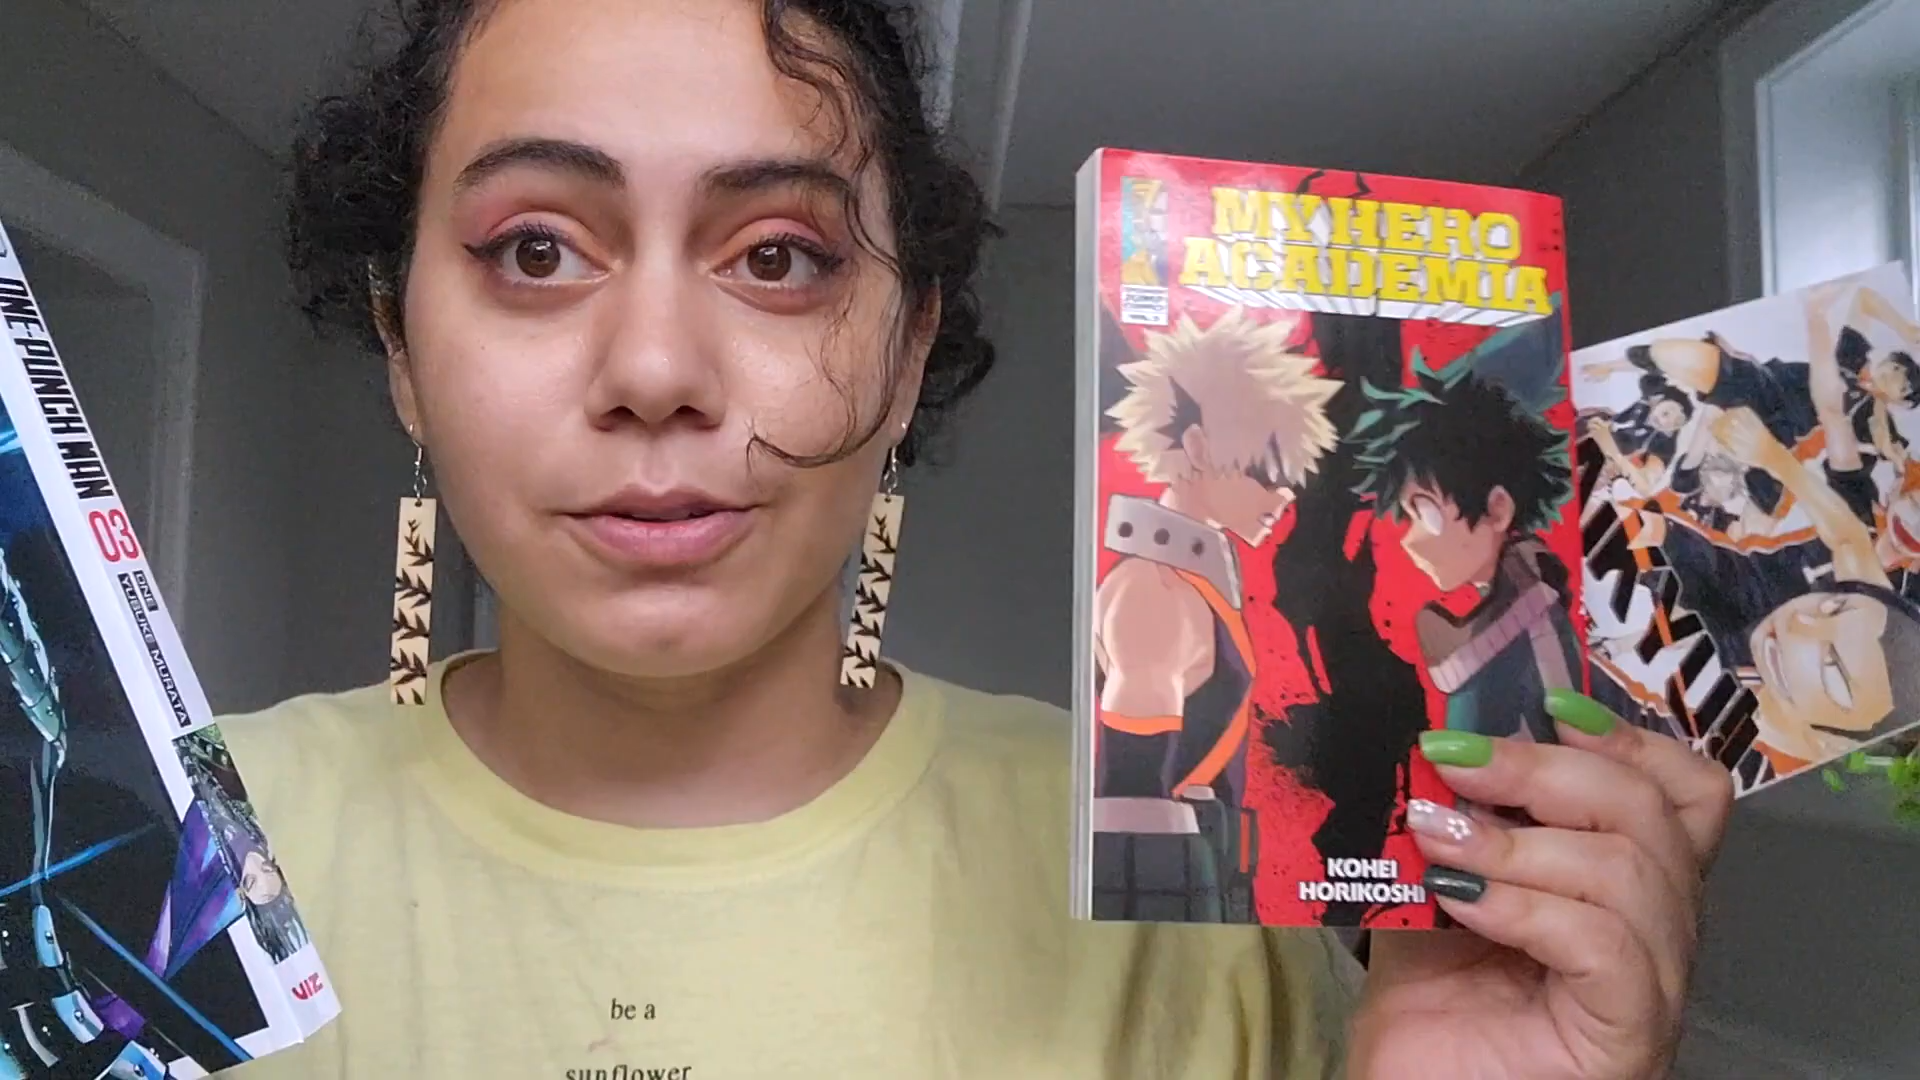 ONE-PUNCH MAN
03
ONE
YUSUKE MURATA
VIZ
MY HERO
ACADEMIA
KOHEI
HORIKOSHI
be a
sunflower